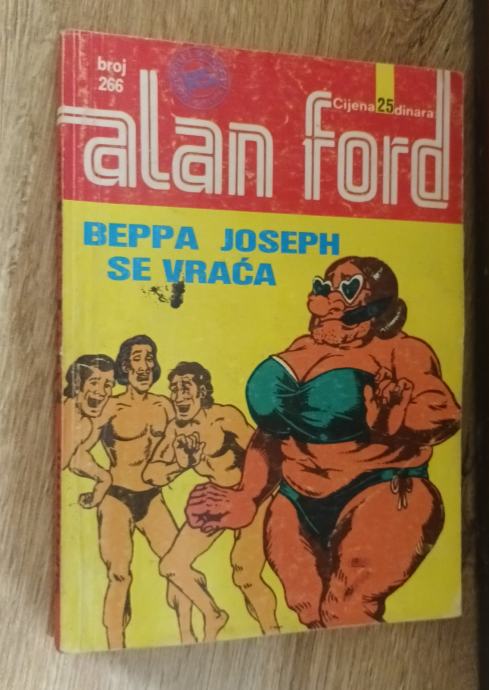 broj
266
Cijena 25 dinara
alan ford
BEPPA JOSEPH
SE VRAĆA